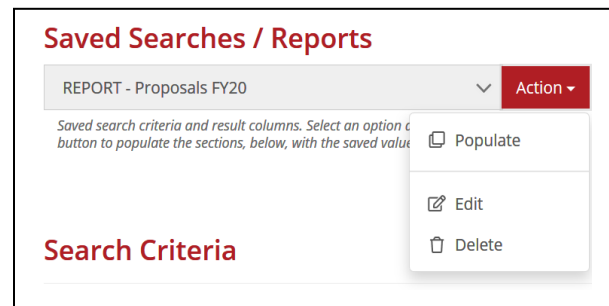 Saved Searches / Reports
REPORT - Proposals FY20
Action
Saved search criteria and result columns. Select an option
button to populate the sections, below, with the saved value
Populate
Edit
Delete
Search Criteria